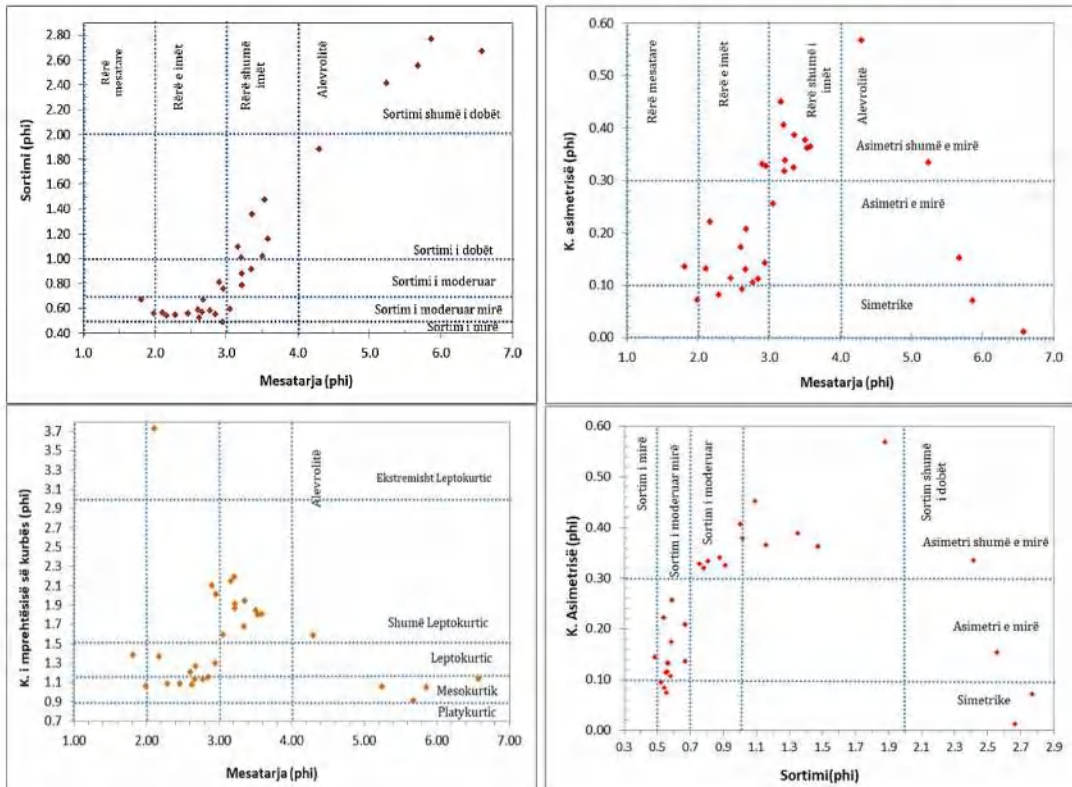 Sortimi (phi)
2.80
2.60
2.40
2.20
2.00
1.80
1.60
1.40
1.20
1.00
0.80
0.60
0.40
Rërë mesatare
Rërë e imët
Rërë shumë imët
Alevrolitë
Sortimi shumë i dobët
Sortimi i dobët
Sortimi i moderuar
Sortim i moderuar mirë
Sortim i mirë
1.0 2.0 3.0 4.0 5.0 6.0 7.0
Mesatarja (phi)
K. asimetrisë (phi)
0.60
0.50
0.40
0.30
0.20
0.10
0.00
Rërë mesatare
Rërë e imët
Rërë shumë i imët
Alevrolitë
Asimetri shumë e mirë
Asimetri e mirë
Simetrike
1.0 2.0 3.0 4.0 5.0 6.0 7.0
Mesatarja (phi)
K. i mprehtësisë së kurbës (phi)
3.7
3.5
3.3
3.1
2.9
2.7
2.5
2.3
2.1
1.9
1.7
1.5
1.3
1.1
0.9
0.7
Alevrolitë
Ekstremisht Leptokurtic
Shumë Leptokurtic
Leptokurtic
Mesokurtik
Platykurtic
1.00 2.00 3.00 4.00 5.00 6.00 7.00
Mesatarja (phi)
K. Asimetrisë (phi)
0.60
0.50
0.40
0.30
0.20
0.10
0.00
Sortim i mirë
Sortim i moderuar mirë
Sortim i moderuar
Sortim shumë i dobët
Asimetri shumë e mirë
Asimetri e mirë
Simetrike
0.3 0.5 0.7 0.9 1.1 1.3 1.5 1.7 1.9 2.1 2.3 2.5 2.7 2.9
Sortimi(phi)